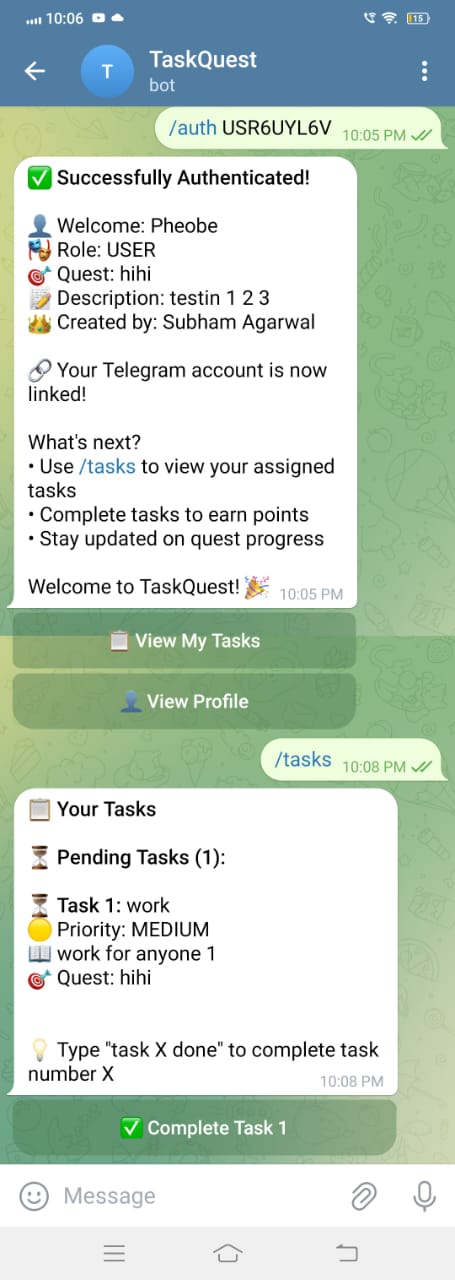 10:06
15
T
TaskQuest
bot
/auth USR6UYL6V 10:05 PM
✅ Successfully Authenticated!
👤 Welcome: Pheobe
🎭 Role: USER
🎯 Quest: hihi
📝 Description: testin 1 2 3
👑 Created by: Subham Agarwal
🔗 Your Telegram account is now
linked!
What's next?
• Use /tasks to view your assigned
tasks
• Complete tasks to earn points
• Stay updated on quest progress
Welcome to TaskQuest! 🎉 10:05 PM
📋 View My Tasks
👤 View Profile
/tasks 10:08 PM
📋 Your Tasks
⏳ Pending Tasks (1):
⏳ Task 1: work
🟡 Priority: MEDIUM
📖 work for anyone 1
🎯 Quest: hihi
💡 Type "task X done" to complete task
number X 10:08 PM
✅ Complete Task 1
Message